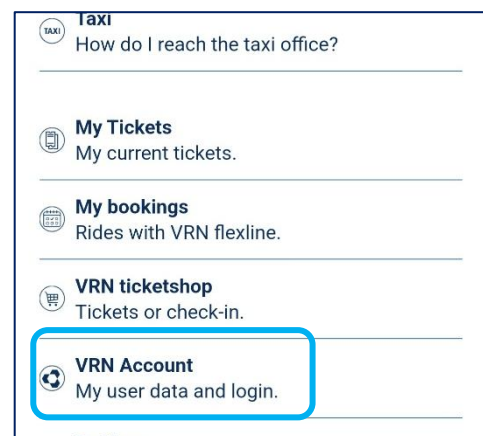 Taxi
TAXI
How do I reach the taxi office?
My Tickets
My current tickets.
My bookings
Rides with VRN flexline.
VRN ticketshop
Tickets or check-in.
VRN Account
My user data and login.